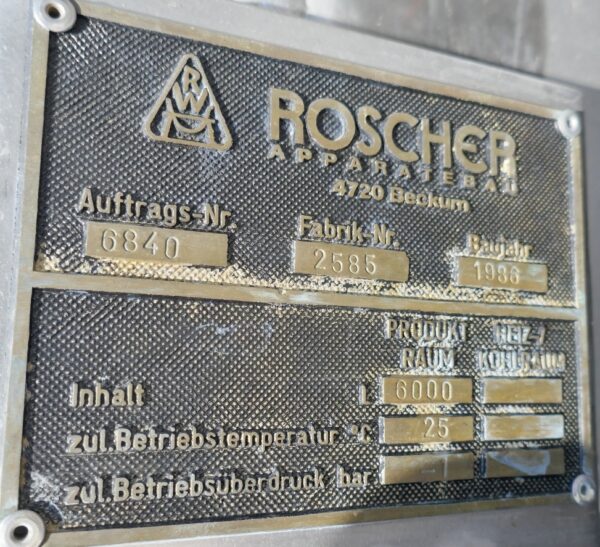 RW
ROSCHER
APPARATEBAU
4720 Beckum
Auftrags-Nr. Fabrik-Nr. Baujahr
6840 2585 1986
PRODUKT HEIZ-/
RAUM KÜHLRAUM
Inhalt L 6000
zul.Betriebstemperatur °C 25
zul.Betriebsüberdruck bar